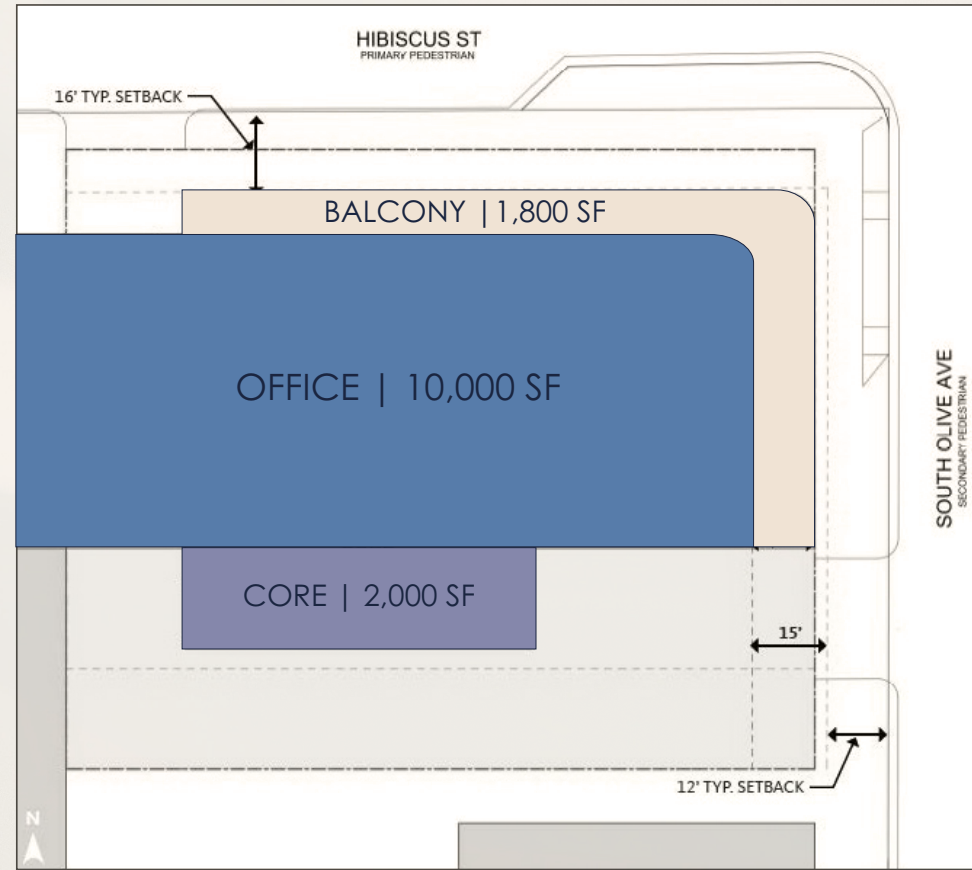 HIBISCUS ST
PRIMARY PEDESTRIAN
16' TYP. SETBACK
BALCONY | 1,800 SF
OFFICE | 10,000 SF
SOUTH OLIVE AVE
SECONDARY PEDESTRIAN
CORE | 2,000 SF
15'
12' TYP. SETBACK
N